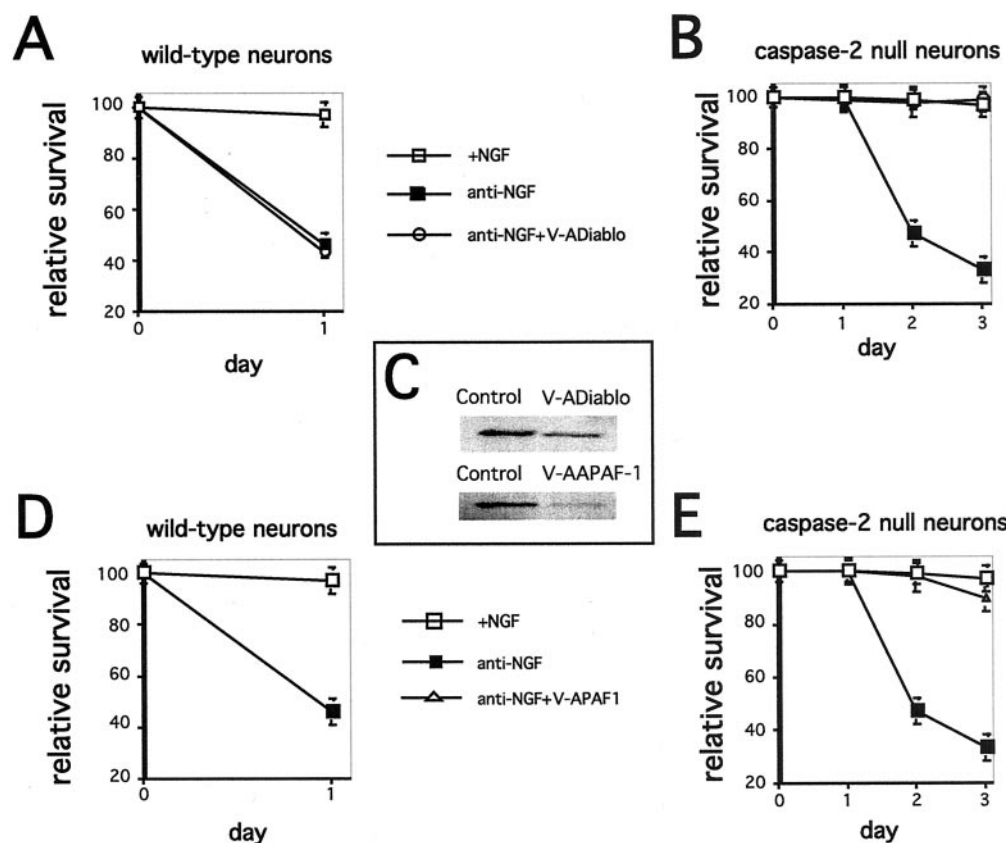 A
wild-type neurons
relative survival
100
80
60
40
20
0
1
day
+NGF
anti-NGF
anti-NGF+V-ADiablo
B
caspase-2 null neurons
relative survival
100
80
60
40
20
0
1
2
3
day
C
Control V-ADiablo
Control V-AAPAF-1
D
wild-type neurons
relative survival
100
80
60
40
20
0
1
day
+NGF
anti-NGF
anti-NGF+V-APAF1
E
caspase-2 null neurons
relative survival
100
80
60
40
20
0
1
2
3
day